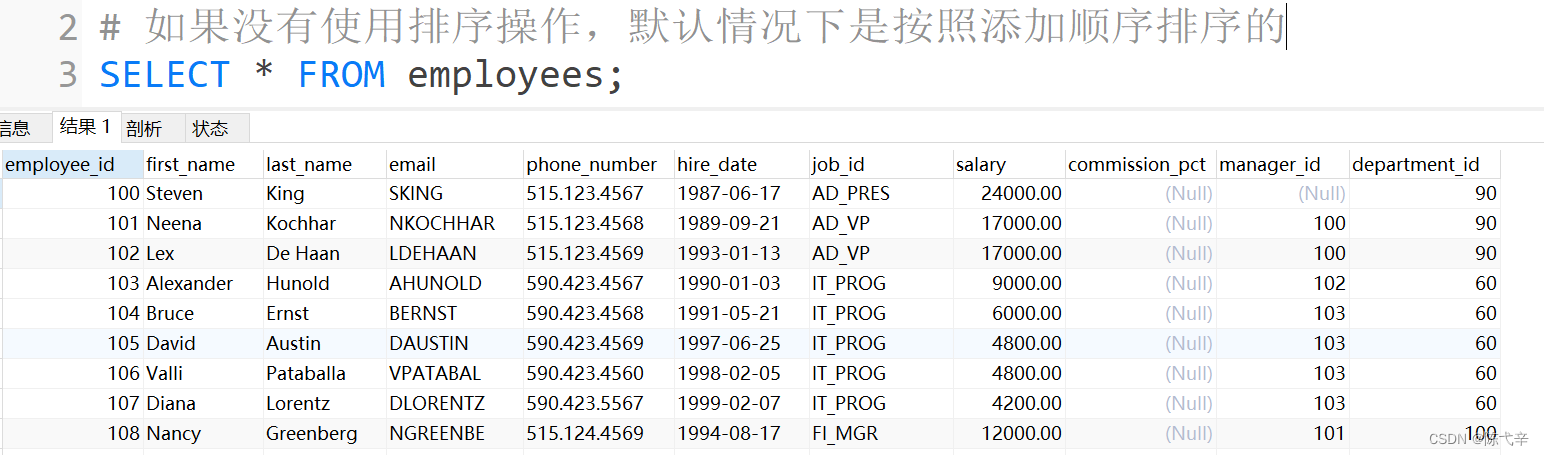 2 # 如果没有使用排序操作，默认情况下是按照添加顺序排序的
3 SELECT * FROM employees;
信息 结果 1 剖析 状态
employee_id first_name last_name email phone_number hire_date job_id salary commission_pct manager_id department_id
100 Steven King SKING 515.123.4567 1987-06-17 AD_PRES 24000.00 (Null) (Null) 90
101 Neena Kochhar NKOCHHAR 515.123.4568 1989-09-21 AD_VP 17000.00 (Null) 100 90
102 Lex De Haan LDEHAAN 515.123.4569 1993-01-13 AD_VP 17000.00 (Null) 100 90
103 Alexander Hunold AHUNOLD 590.423.4567 1990-01-03 IT_PROG 9000.00 (Null) 102 60
104 Bruce Ernst BERNST 590.423.4568 1991-05-21 IT_PROG 6000.00 (Null) 103 60
105 David Austin DAUSTIN 590.423.4569 1997-06-25 IT_PROG 4800.00 (Null) 103 60
106 Valli Pataballa VPATABAL 590.423.4560 1998-02-05 IT_PROG 4800.00 (Null) 103 60
107 Diana Lorentz DLORENTZ 590.423.5567 1999-02-07 IT_PROG 4200.00 (Null) 103 60
108 Nancy Greenberg NGREENBE 515.124.4569 1994-08-17 FI_MGR 12000.00 (Null) 101 100
CSDN @陈弋辛